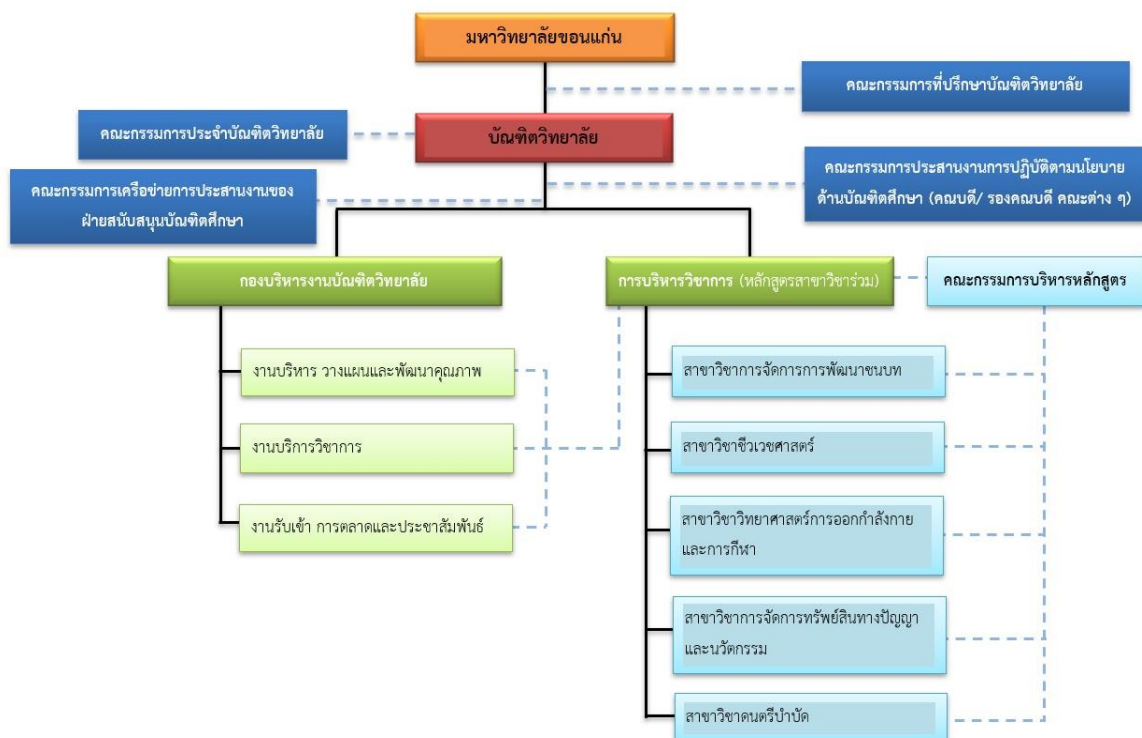 มหาวิทยาลัยขอนแก่น
คณะกรรมการที่ปรึกษาบัณฑิตวิทยาลัย
คณะกรรมการประจำบัณฑิตวิทยาลัย
บัณฑิตวิทยาลัย
คณะกรรมการเครือข่ายการประสานงานของ
ฝ่ายสนับสนุนบัณฑิตศึกษา
คณะกรรมการประสานงานการปฏิบัติตามนโยบาย
ด้านบัณฑิตศึกษา (คณบดี/ รองคณบดี คณะต่าง ๆ)
กองบริหารงานบัณฑิตวิทยาลัย
การบริหารวิชาการ (หลักสูตรสาขาวิชาร่วม)
คณะกรรมการบริหารหลักสูตร
งานบริหาร วางแผนและพัฒนาคุณภาพ
งานบริการวิชาการ
งานรับเข้า การตลาดและประชาสัมพันธ์
สาขาวิชาการจัดการการพัฒนาชนบท
สาขาวิชาชีวเวชศาสตร์
สาขาวิชาวิทยาศาสตร์การออกกำลังกาย
และการกีฬา
สาขาวิชาการจัดการทรัพย์สินทางปัญญา
และนวัตกรรม
สาขาวิชาดนตรีบำบัด